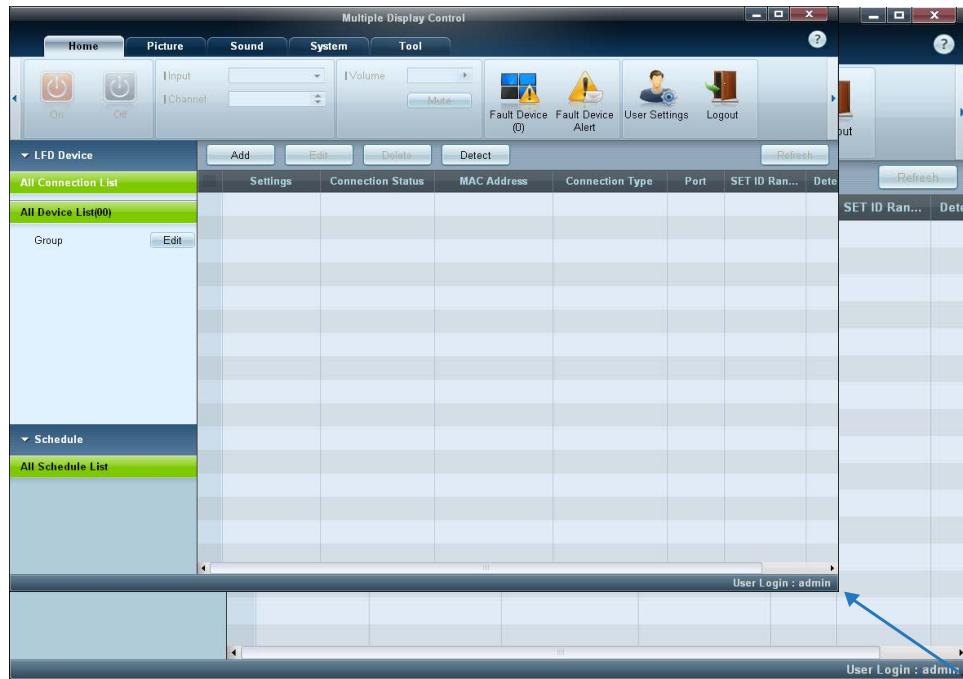 Multiple Display Control
Home Picture Sound System Tool
On Off
Input
Channel
Volume
Mute
Fault Device
(0)
Fault Device
Alert
User Settings
Logout
out
LFD Device
Add Edit Delete Detect Refresh
Refresh
All Connection List
Settings Connection Status MAC Address Connection Type Port SET ID Ran... Dete
SET ID Ran... Dete
All Device List(00)
Group Edit
Schedule
All Schedule List
User Login : admin
User Login : admin